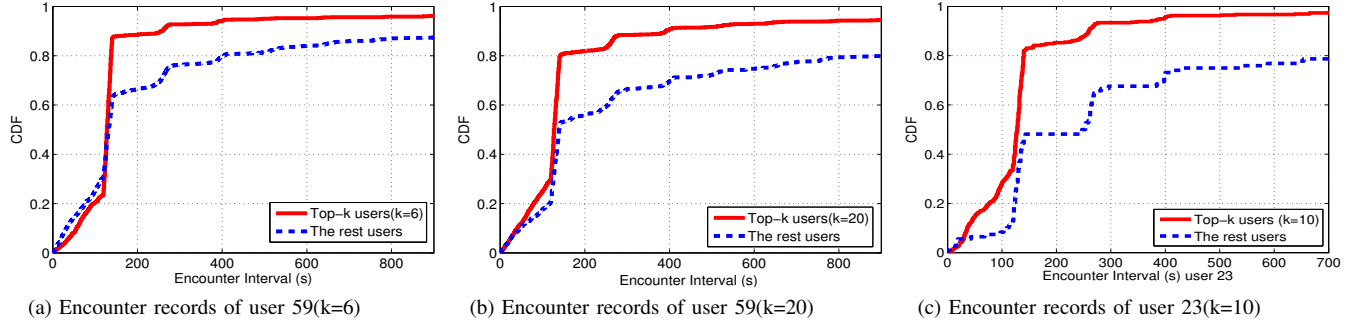 1
0.8
0.6
0.4
0.2
0
CDF
0 200 400 600 800
Encounter Interval (s)
Top-k users(k=6)
The rest users
(a) Encounter records of user 59(k=6)
1
0.8
0.6
0.4
0.2
0
CDF
0 200 400 600 800
Encounter Interval (s)
Top-k users(k=20)
The rest users
(b) Encounter records of user 59(k=20)
1
0.8
0.6
0.4
0.2
0
CDF
0 100 200 300 400 500 600 700
Encounter Interval (s) user 23
Top-k users (k=10)
The rest users
(c) Encounter records of user 23(k=10)